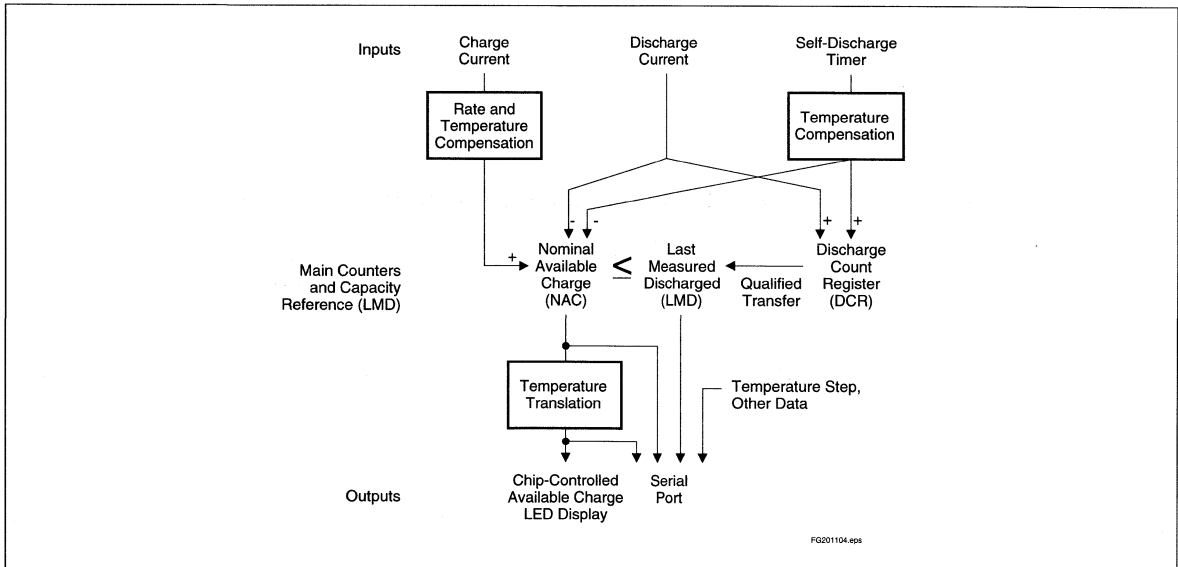 Inputs
Charge
Current
Discharge
Current
Self-Discharge
Timer
Rate and
Temperature
Compensation
Temperature
Compensation
- -
+ +
+
Main Counters
and Capacity
Reference (LMD)
Nominal
Available
Charge
(NAC)
≤
Last
Measured
Discharged
(LMD)
Qualified
Transfer
Discharge
Count
Register
(DCR)
Temperature
Translation
Temperature Step,
Other Data
Outputs
Chip-Controlled
Available Charge
LED Display
Serial
Port
FG201104.eps